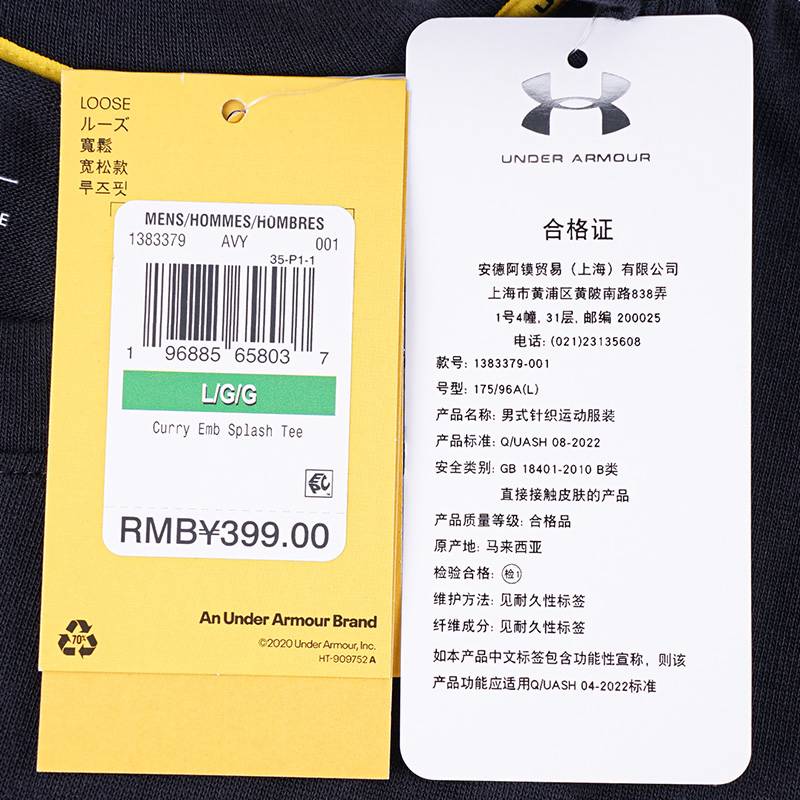 LOOSE
ルーズ
寬鬆
宽松款
루즈핏
MENS/HOMMES/HOMBRES
1383379 AVY 001
35-P1-1
1 96885 65803 7
L/G/G
Curry Emb Splash Tee
RMB¥399.00
An Under Armour Brand
©2020 Under Armour, Inc.
HT-909752 A
70%
UNDER ARMOUR
合格证
安德阿镆贸易（上海）有限公司
上海市黄浦区黄陂南路838弄
1号4幢, 31层, 邮编 200025
电话: (021)23135608
款号: 1383379-001
号型: 175/96A(L)
产品名称: 男式针织运动服装
产品标准: Q/UASH 08-2022
安全类别: GB 18401-2010 B类
直接接触皮肤的产品
产品质量等级: 合格品
原产地: 马来西亚
检验合格: 检1
维护方法: 见耐久性标签
纤维成分: 见耐久性标签
如本产品中文标签包含功能性宣称，则该
产品功能应适用Q/UASH 04-2022标准